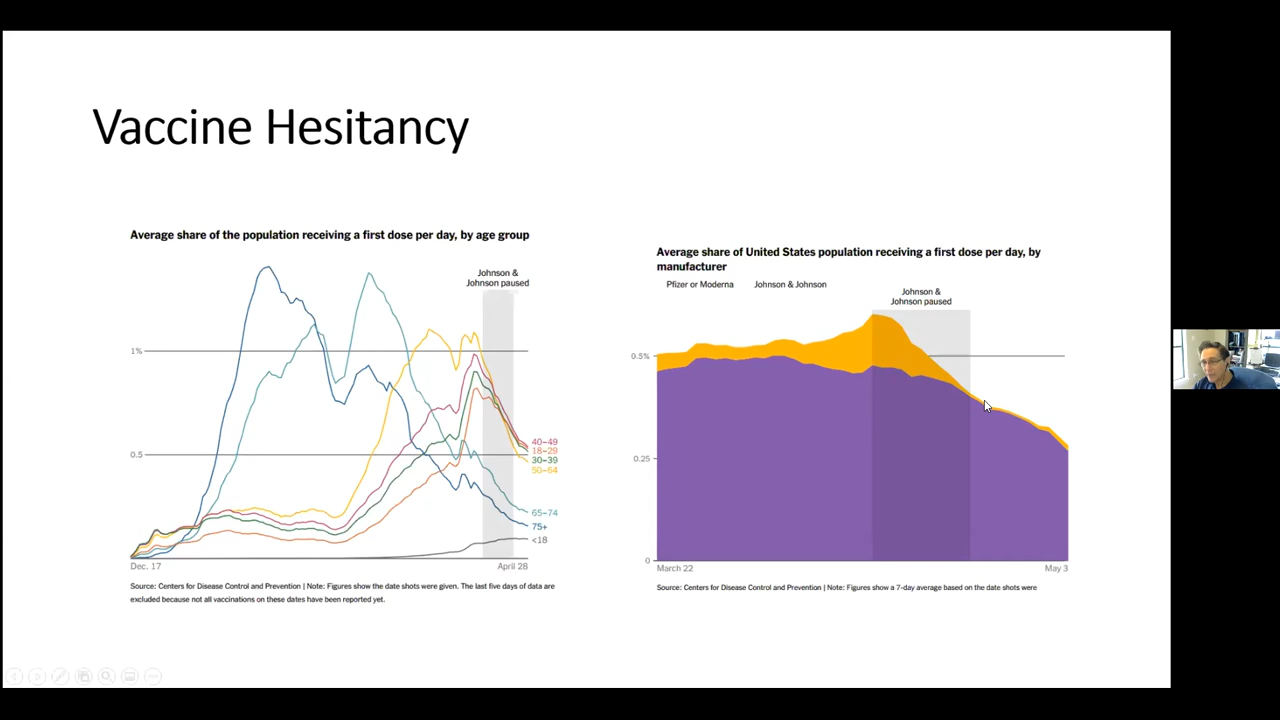 Vaccine Hesitancy
Average share of the population receiving a first dose per day, by age group
Johnson &
Johnson paused
1%
0.5
40–49
18–29
30–39
50–64
65–74
75+
<18
Dec. 17
April 28
Source: Centers for Disease Control and Prevention | Note: Figures show the date shots were given. The last five days of data are
excluded because not all vaccinations on these dates have been reported yet.
Average share of United States population receiving a first dose per day, by
manufacturer
Pfizer or Moderna
Johnson & Johnson
Johnson &
Johnson paused
0.5%
0.25
0
March 22
May 3
Source: Centers for Disease Control and Prevention | Note: Figures show a 7-day average based on the date shots were